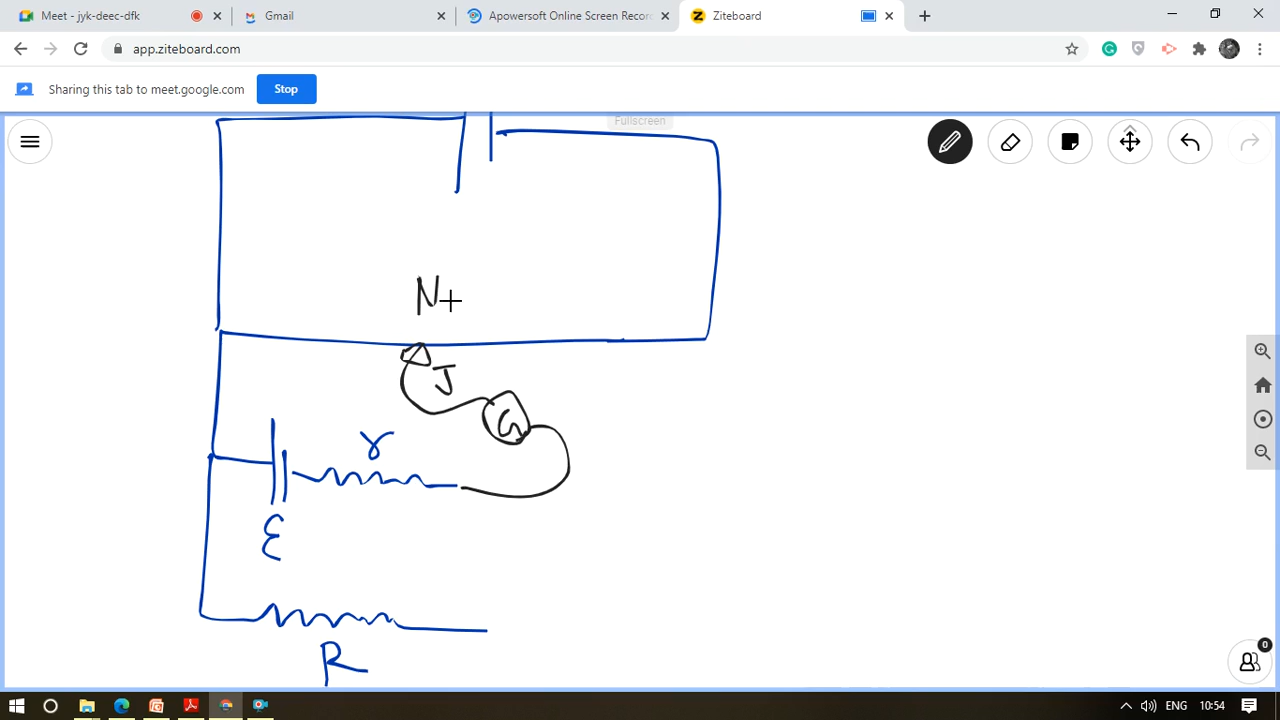 Meet - jyk-deec-dfk
Gmail
Apowersoft Online Screen Record
Ziteboard
app.ziteboard.com
Sharing this tab to meet.google.com
Stop
Fullscreen
N
J
G
r
ε
R
0
ENG
10:54